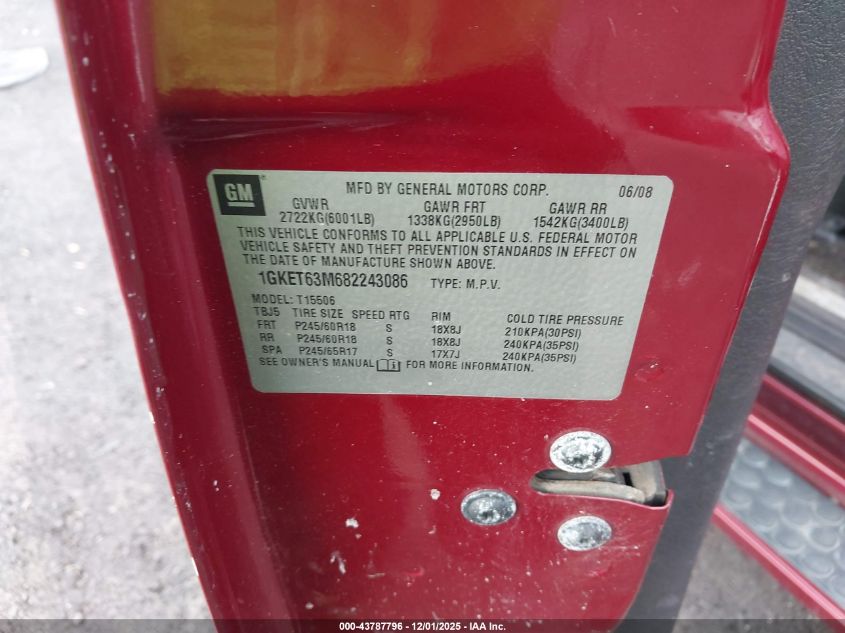 GM
MFD BY GENERAL MOTORS CORP. 06/08
GVWR GAWR FRT GAWR RR
2722KG(6001LB) 1338KG(2950LB) 1542KG(3400LB)
THIS VEHICLE CONFORMS TO ALL APPLICABLE U.S. FEDERAL MOTOR
VEHICLE SAFETY AND THEFT PREVENTION STANDARDS IN EFFECT ON
THE DATE OF MANUFACTURE SHOWN ABOVE.
1GKET63M682243086 TYPE: M.P.V.
MODEL: T15506
TBJ5 TIRE SIZE SPEED RTG RIM COLD TIRE PRESSURE
FRT P245/60R18 S 18X8J 210KPA(30PSI)
RR P245/60R18 S 18X8J 240KPA(35PSI)
SPA P245/65R17 S 17X7J 240KPA(35PSI)
SEE OWNER'S MANUAL FOR MORE INFORMATION.
000-43787796 - 12/01/2025 - IAA Inc.